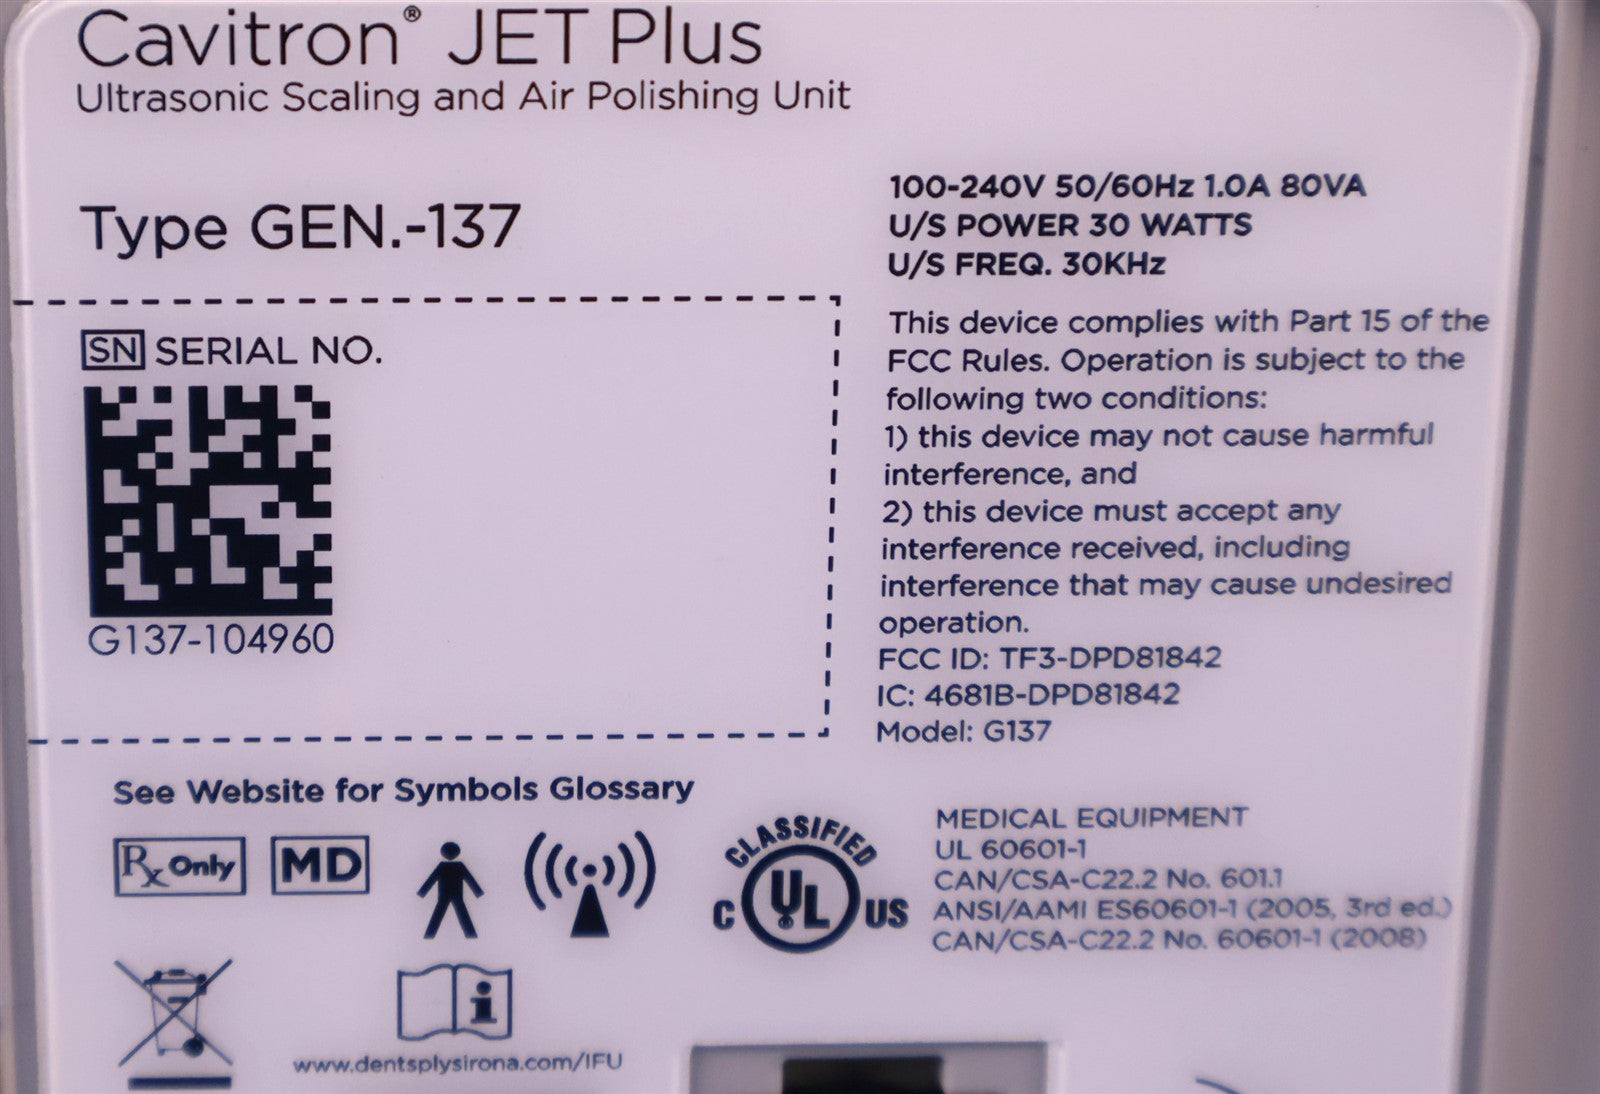 Cavitron® JET Plus
Ultrasonic Scaling and Air Polishing Unit
Type GEN.-137
100-240V 50/60Hz 1.0A 80VA
U/S POWER 30 WATTS
U/S FREQ. 30KHz
SN SERIAL NO.
G137-104960
This device complies with Part 15 of the
FCC Rules. Operation is subject to the
following two conditions:
1) this device may not cause harmful
interference, and
2) this device must accept any
interference received, including
interference that may cause undesired
operation.
FCC ID: TF3-DPD81842
IC: 4681B-DPD81842
Model: G137
See Website for Symbols Glossary
Rx Only
MD
CLASSIFIED
C UL US
MEDICAL EQUIPMENT
UL 60601-1
CAN/CSA-C22.2 No. 601.1
ANSI/AAMI ES60601-1 (2005, 3rd ed.)
CAN/CSA-C22.2 No. 60601-1 (2008)
i
www.dentsplysirona.com/IFU